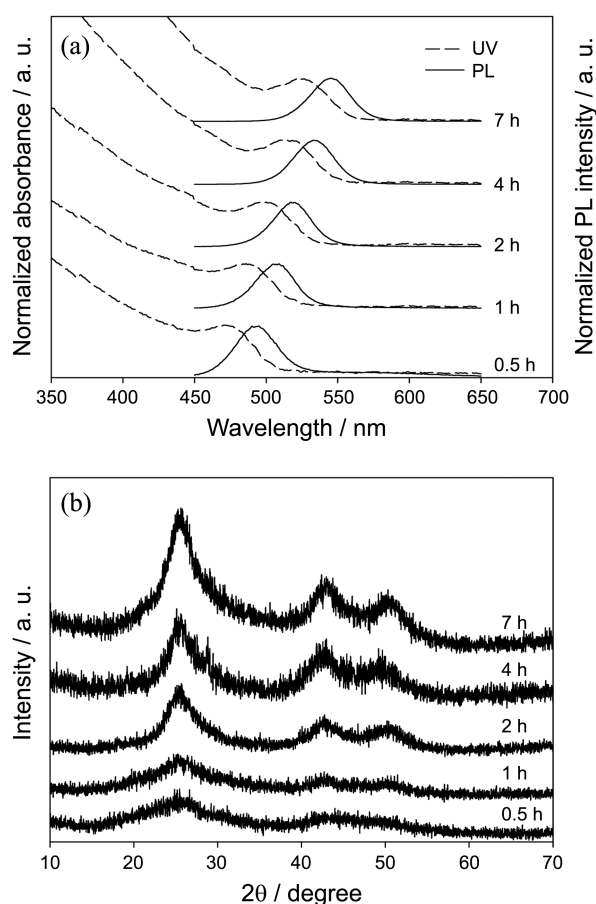 (a)
UV
PL
Normalized absorbance / a. u.
Normalized PL intensity / a. u.
7 h
4 h
2 h
1 h
0.5 h
350 400 450 500 550 600 650 700
Wavelength / nm
(b)
Intensity / a. u.
7 h
4 h
2 h
1 h
0.5 h
10 20 30 40 50 60 70
2θ / degree